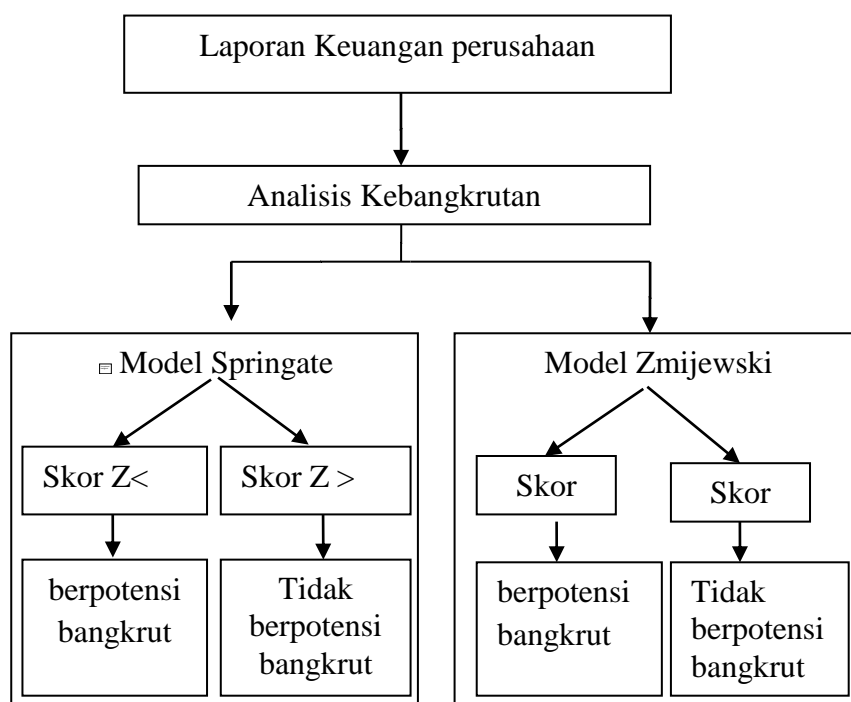 Laporan Keuangan perusahaan
Analisis Kebangkrutan
Model Springate
Skor Z<
Skor Z >
berpotensi
bangkrut
Tidak
berpotensi
bangkrut
Model Zmijewski
Skor
Skor
berpotensi
bangkrut
Tidak
berpotensi
bangkrut